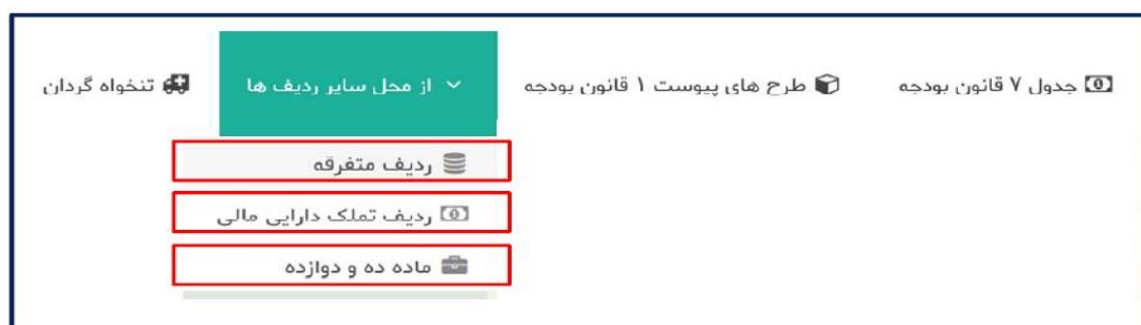 جدول ۷ قانون بودجه
طرح های پیوست ۱ قانون بودجه
از محل سایر ردیف ها
تنخواه گردان
ردیف متفرقه
ردیف تملک دارایی مالی
ماده ده و دوازده